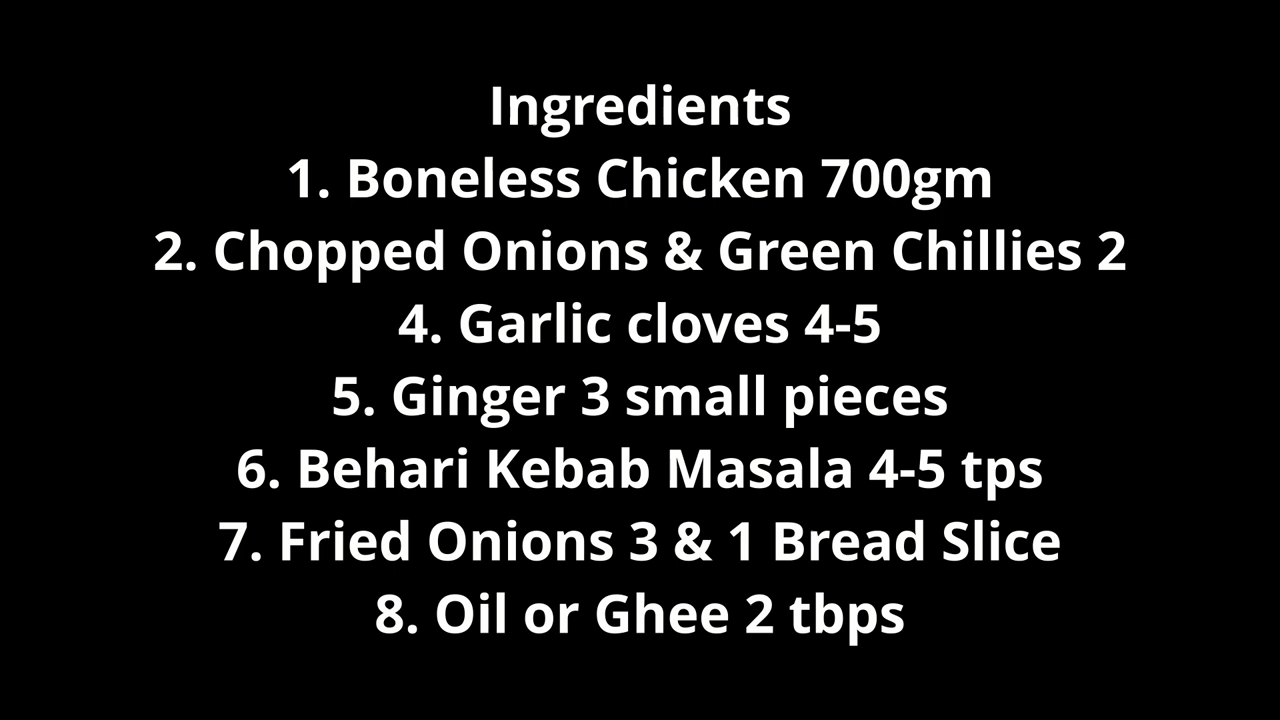 Ingredients
1. Boneless Chicken 700gm
2. Chopped Onions & Green Chillies 2
4. Garlic cloves 4-5
5. Ginger 3 small pieces
6. Behari Kebab Masala 4-5 tps
7. Fried Onions 3 & 1 Bread Slice
8. Oil or Ghee 2 tbps